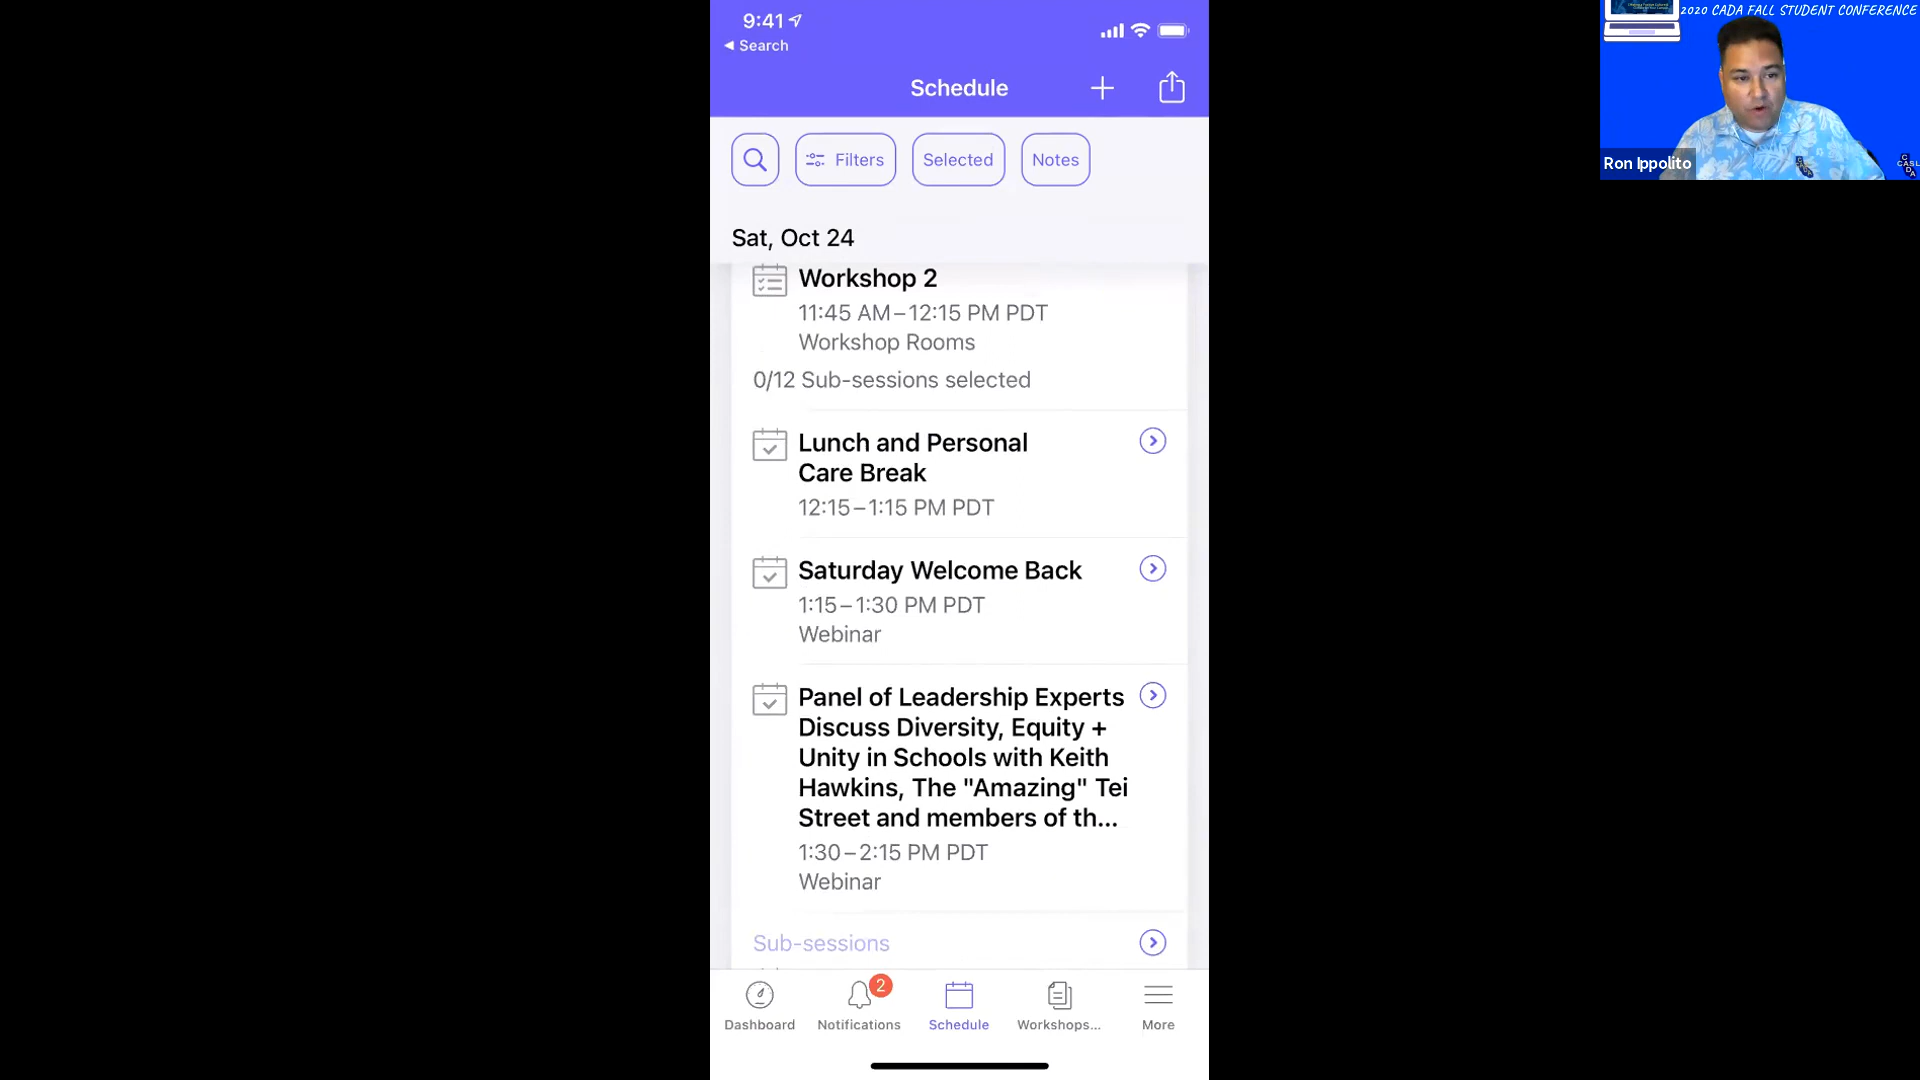 9:41
Search
Schedule
Filters
Selected
Notes
Sat, Oct 24
Workshop 2
11:45 AM–12:15 PM PDT
Workshop Rooms
0/12 Sub-sessions selected
Lunch and Personal
Care Break
12:15–1:15 PM PDT
Saturday Welcome Back
1:15–1:30 PM PDT
Webinar
Panel of Leadership Experts
Discuss Diversity, Equity +
Unity in Schools with Keith
Hawkins, The "Amazing" Tei
Street and members of th...
1:30–2:15 PM PDT
Webinar
Sub-sessions
2
Dashboard
Notifications
Schedule
Workshops...
More
2020 CADA FALL STUDENT CONFERENCE
Ron Ippolito